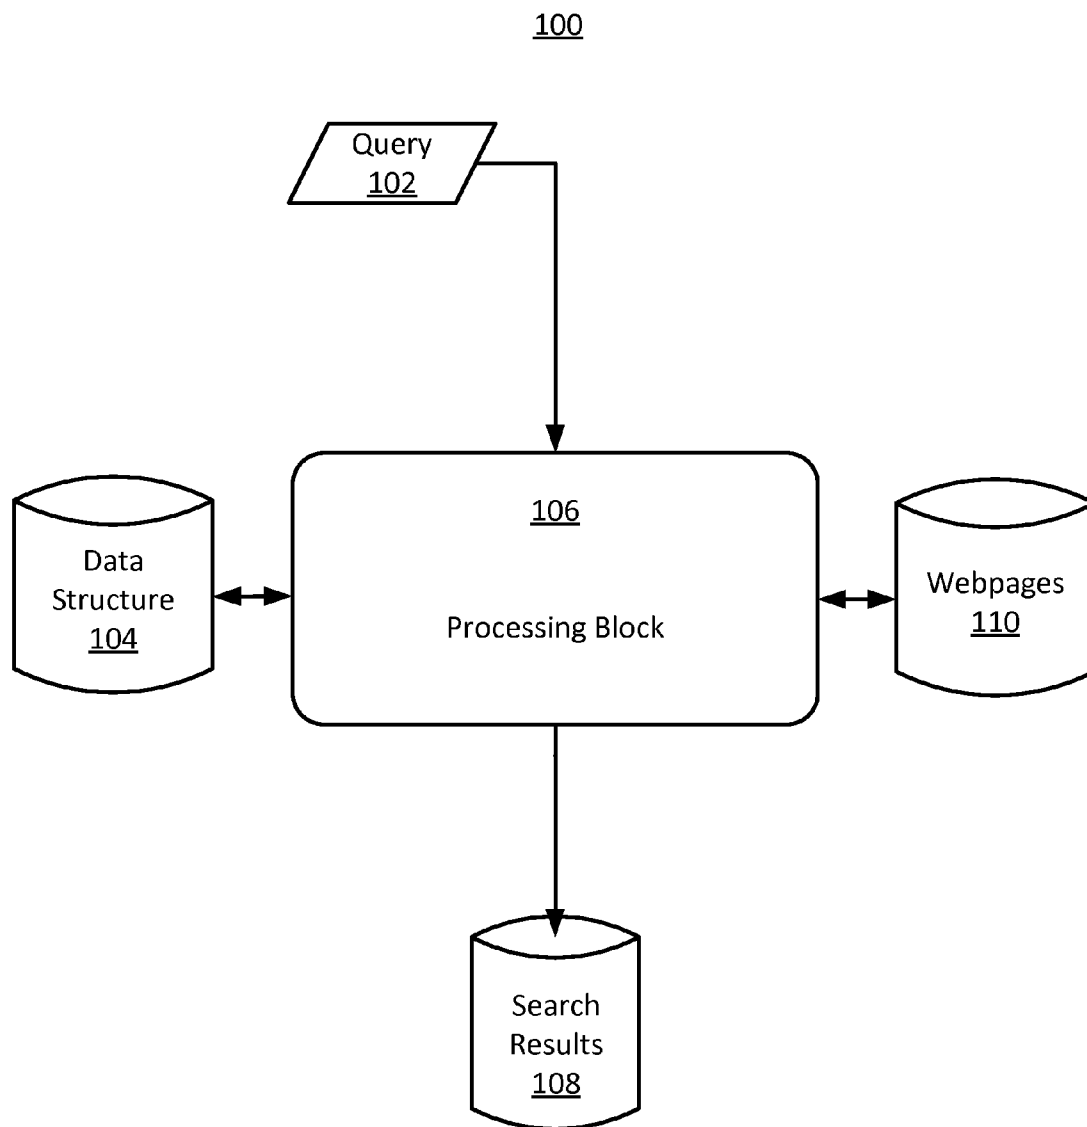 100
Query
102
106
Processing Block
Data
Structure
104
Webpages
110
Search
Results
108